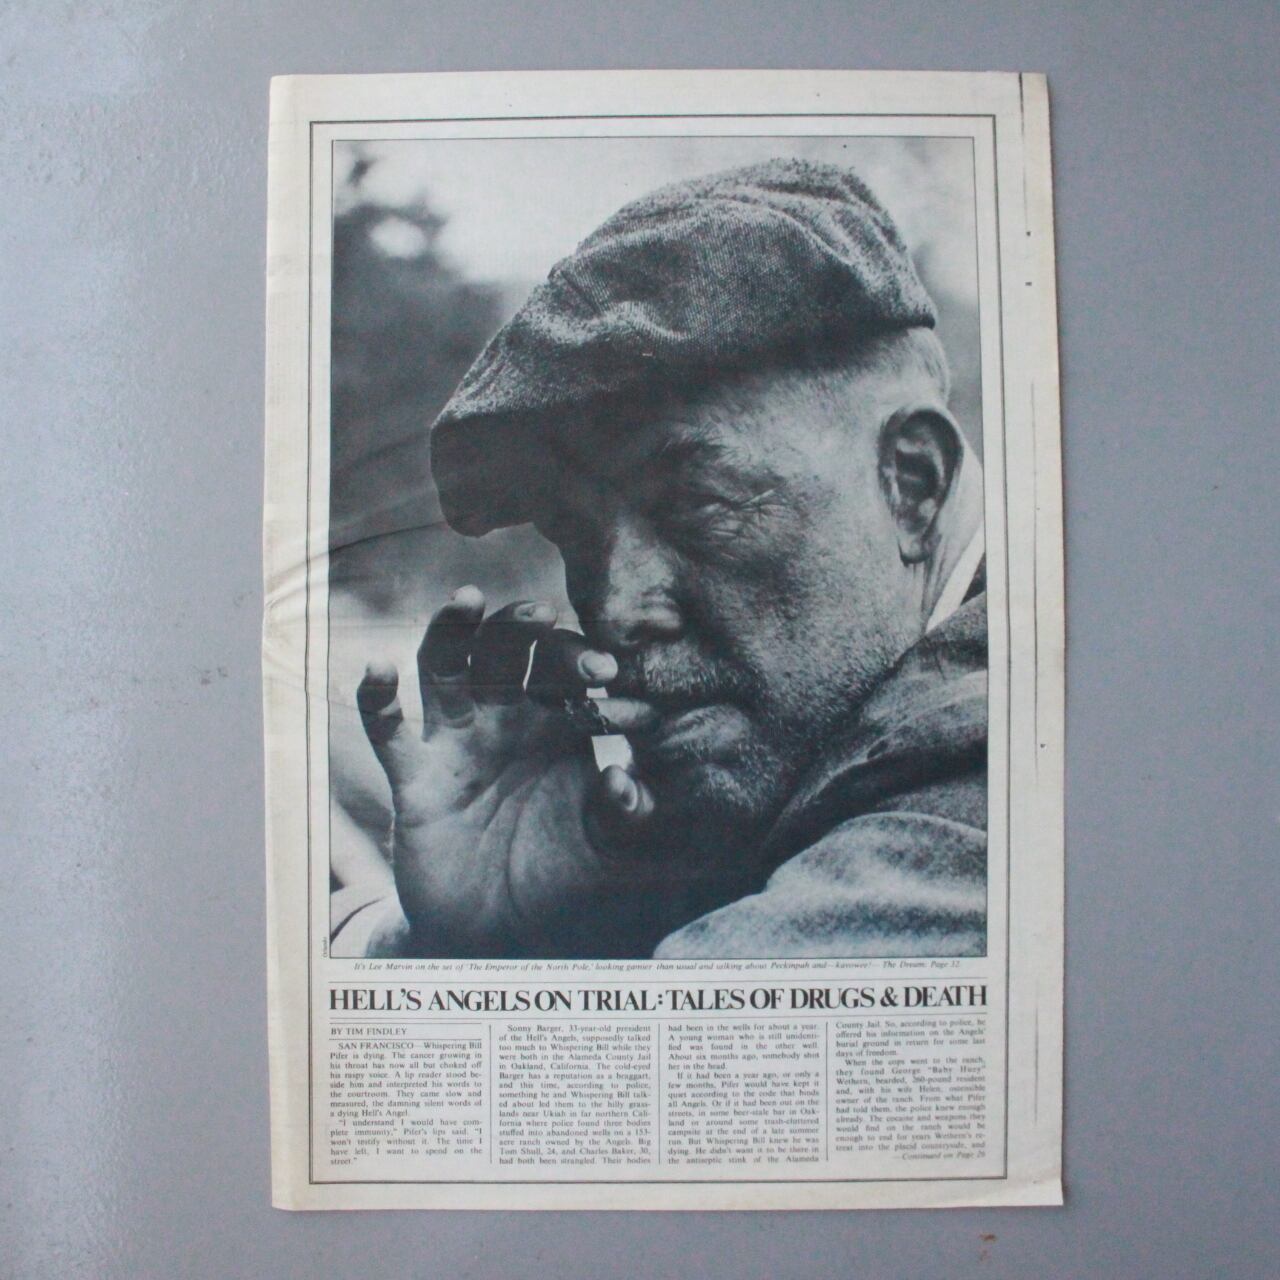 It's Lee Marvin on the set of 'The Emperor of the North Pole,' looking gamier than usual and talking about Peckinpah and—kavowee!—The Dream: Page 32.
HELL'S ANGELS ON TRIAL: TALES OF DRUGS & DEATH
BY TIM FINDLEY
SAN FRANCISCO—Whispering Bill
Pifer is dying. The cancer growing in
his throat has now all but choked off
his raspy voice. A lip reader stood be-
side him and interpreted his words to
the courtroom. They came slow and
measured, the damning silent words of
a dying Hell's Angel.
"I understand I would have com-
plete immunity," Pifer's lips said. "I
won't testify without it. The time I
have left, I want to spend on the
street."
Sonny Barger, 33-year-old president
of the Hell's Angels, supposedly talked
too much to Whispering Bill while they
were both in the Alameda County Jail
in Oakland, California. The cold-eyed
Barger has a reputation as a braggart,
and this time, according to police,
something he and Whispering Bill talk-
ed about led them to the hilly grass-
lands near Ukiah in far northern Cali-
fornia where police found three bodies
stuffed into abandoned wells on a 153-
acre ranch owned by the Angels. Big
Tom Shull, 24, and Charles Baker, 30,
had both been strangled. Their bodies
had been in the wells for about a year.
A young woman who is still unidenti-
fied was found in the other well.
About six months ago, somebody shot
her in the head.
If it had been a year ago, or only a
few months, Pifer would have kept it
quiet according to the code that binds
all Angels. Or if it had been out on the
streets, in some beer-stale bar in Oak-
land or around some trash-cluttered
campsite at the end of a late summer
run. But Whispering Bill knew he was
dying. He didn't want it to be there in
the antiseptic stink of the Alameda
County Jail. So, according to police, he
offered his information on the Angels'
burial ground in return for some last
days of freedom.
When the cops went to the ranch,
they found George "Baby Huey"
Wethern, bearded, 260-pound resident
and, with his wife Helen, ostensible
owner of the ranch. From what Pifer
had told them, the police knew enough
already. The cocaine and weapons they
would find on the ranch would be
enough to end for years Wethern's re-
treat into the placid countryside, and
—Continued on Page 26